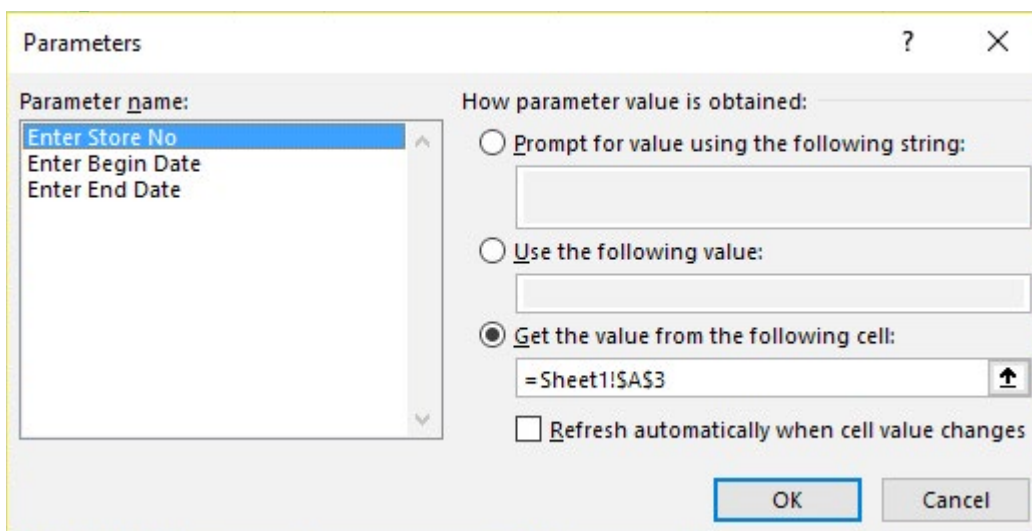 Parameters
?
Parameter name:
Enter Store No
Enter Begin Date
Enter End Date
How parameter value is obtained:
Prompt for value using the following string:
Use the following value:
Get the value from the following cell:
=Sheet1!$A$3
Refresh automatically when cell value changes
OK
Cancel